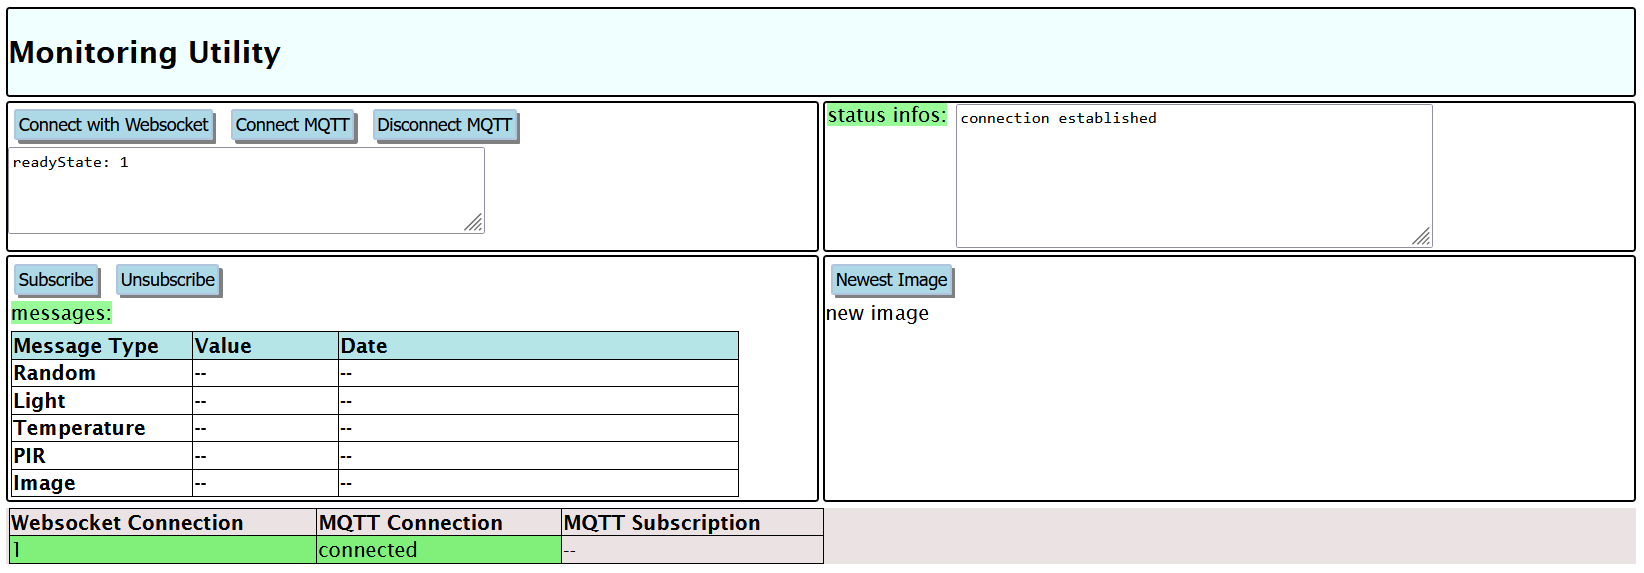 Monitoring Utility
Connect with Websocket Connect MQTT Disconnect MQTT
readyState: 1
status infos: connection established
Subscribe Unsubscribe
messages:
Message Type Value Date
Random -- --
Light -- --
Temperature -- --
PIR -- --
Image -- --
Newest Image
new image
Websocket Connection MQTT Connection MQTT Subscription
1 connected --